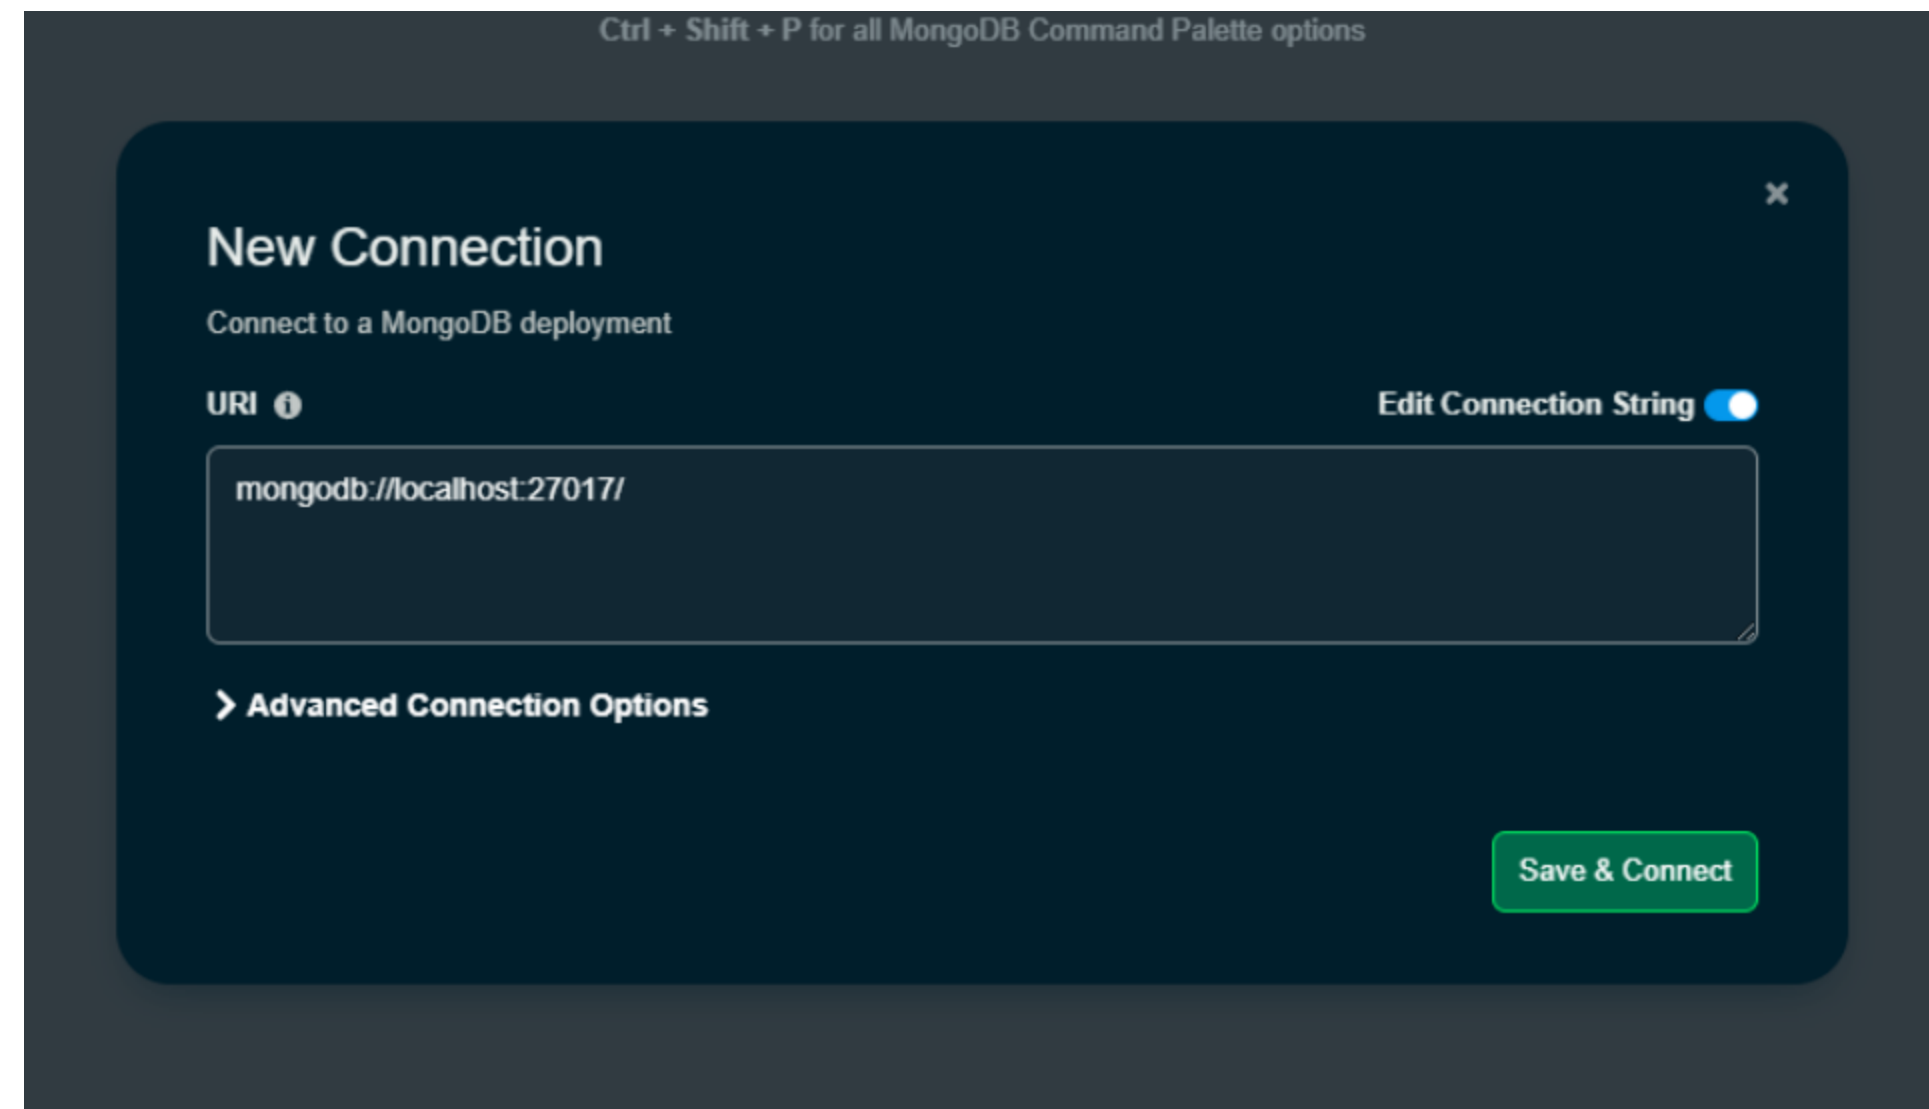 Ctrl + Shift + P for all MongoDB Command Palette options
New Connection
Connect to a MongoDB deployment
URI
Edit Connection String
mongodb://localhost:27017/
Advanced Connection Options
Save & Connect